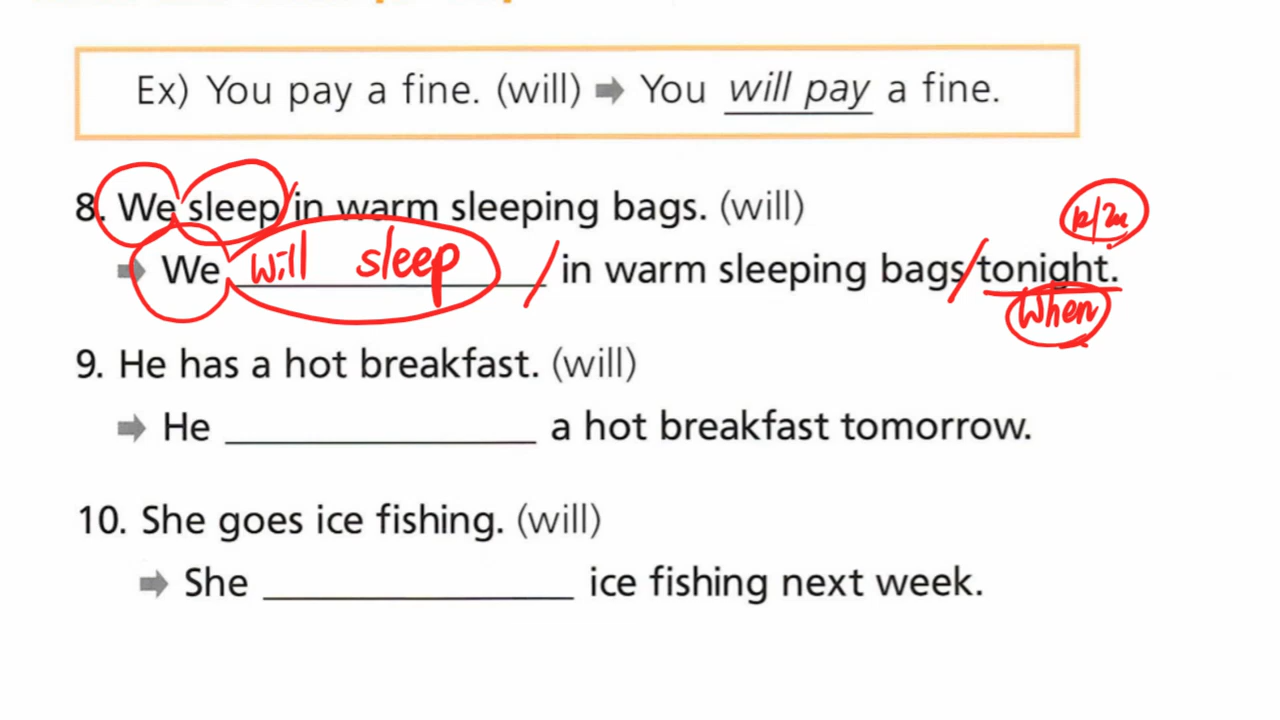 Ex) You pay a fine. (will) ➡ You will pay a fine.
8. We sleep in warm sleeping bags. (will)
➡ We will sleep in warm sleeping bags tonight.
When
9. He has a hot breakfast. (will)
➡ He ____________ a hot breakfast tomorrow.
10. She goes ice fishing. (will)
➡ She ____________ ice fishing next week.